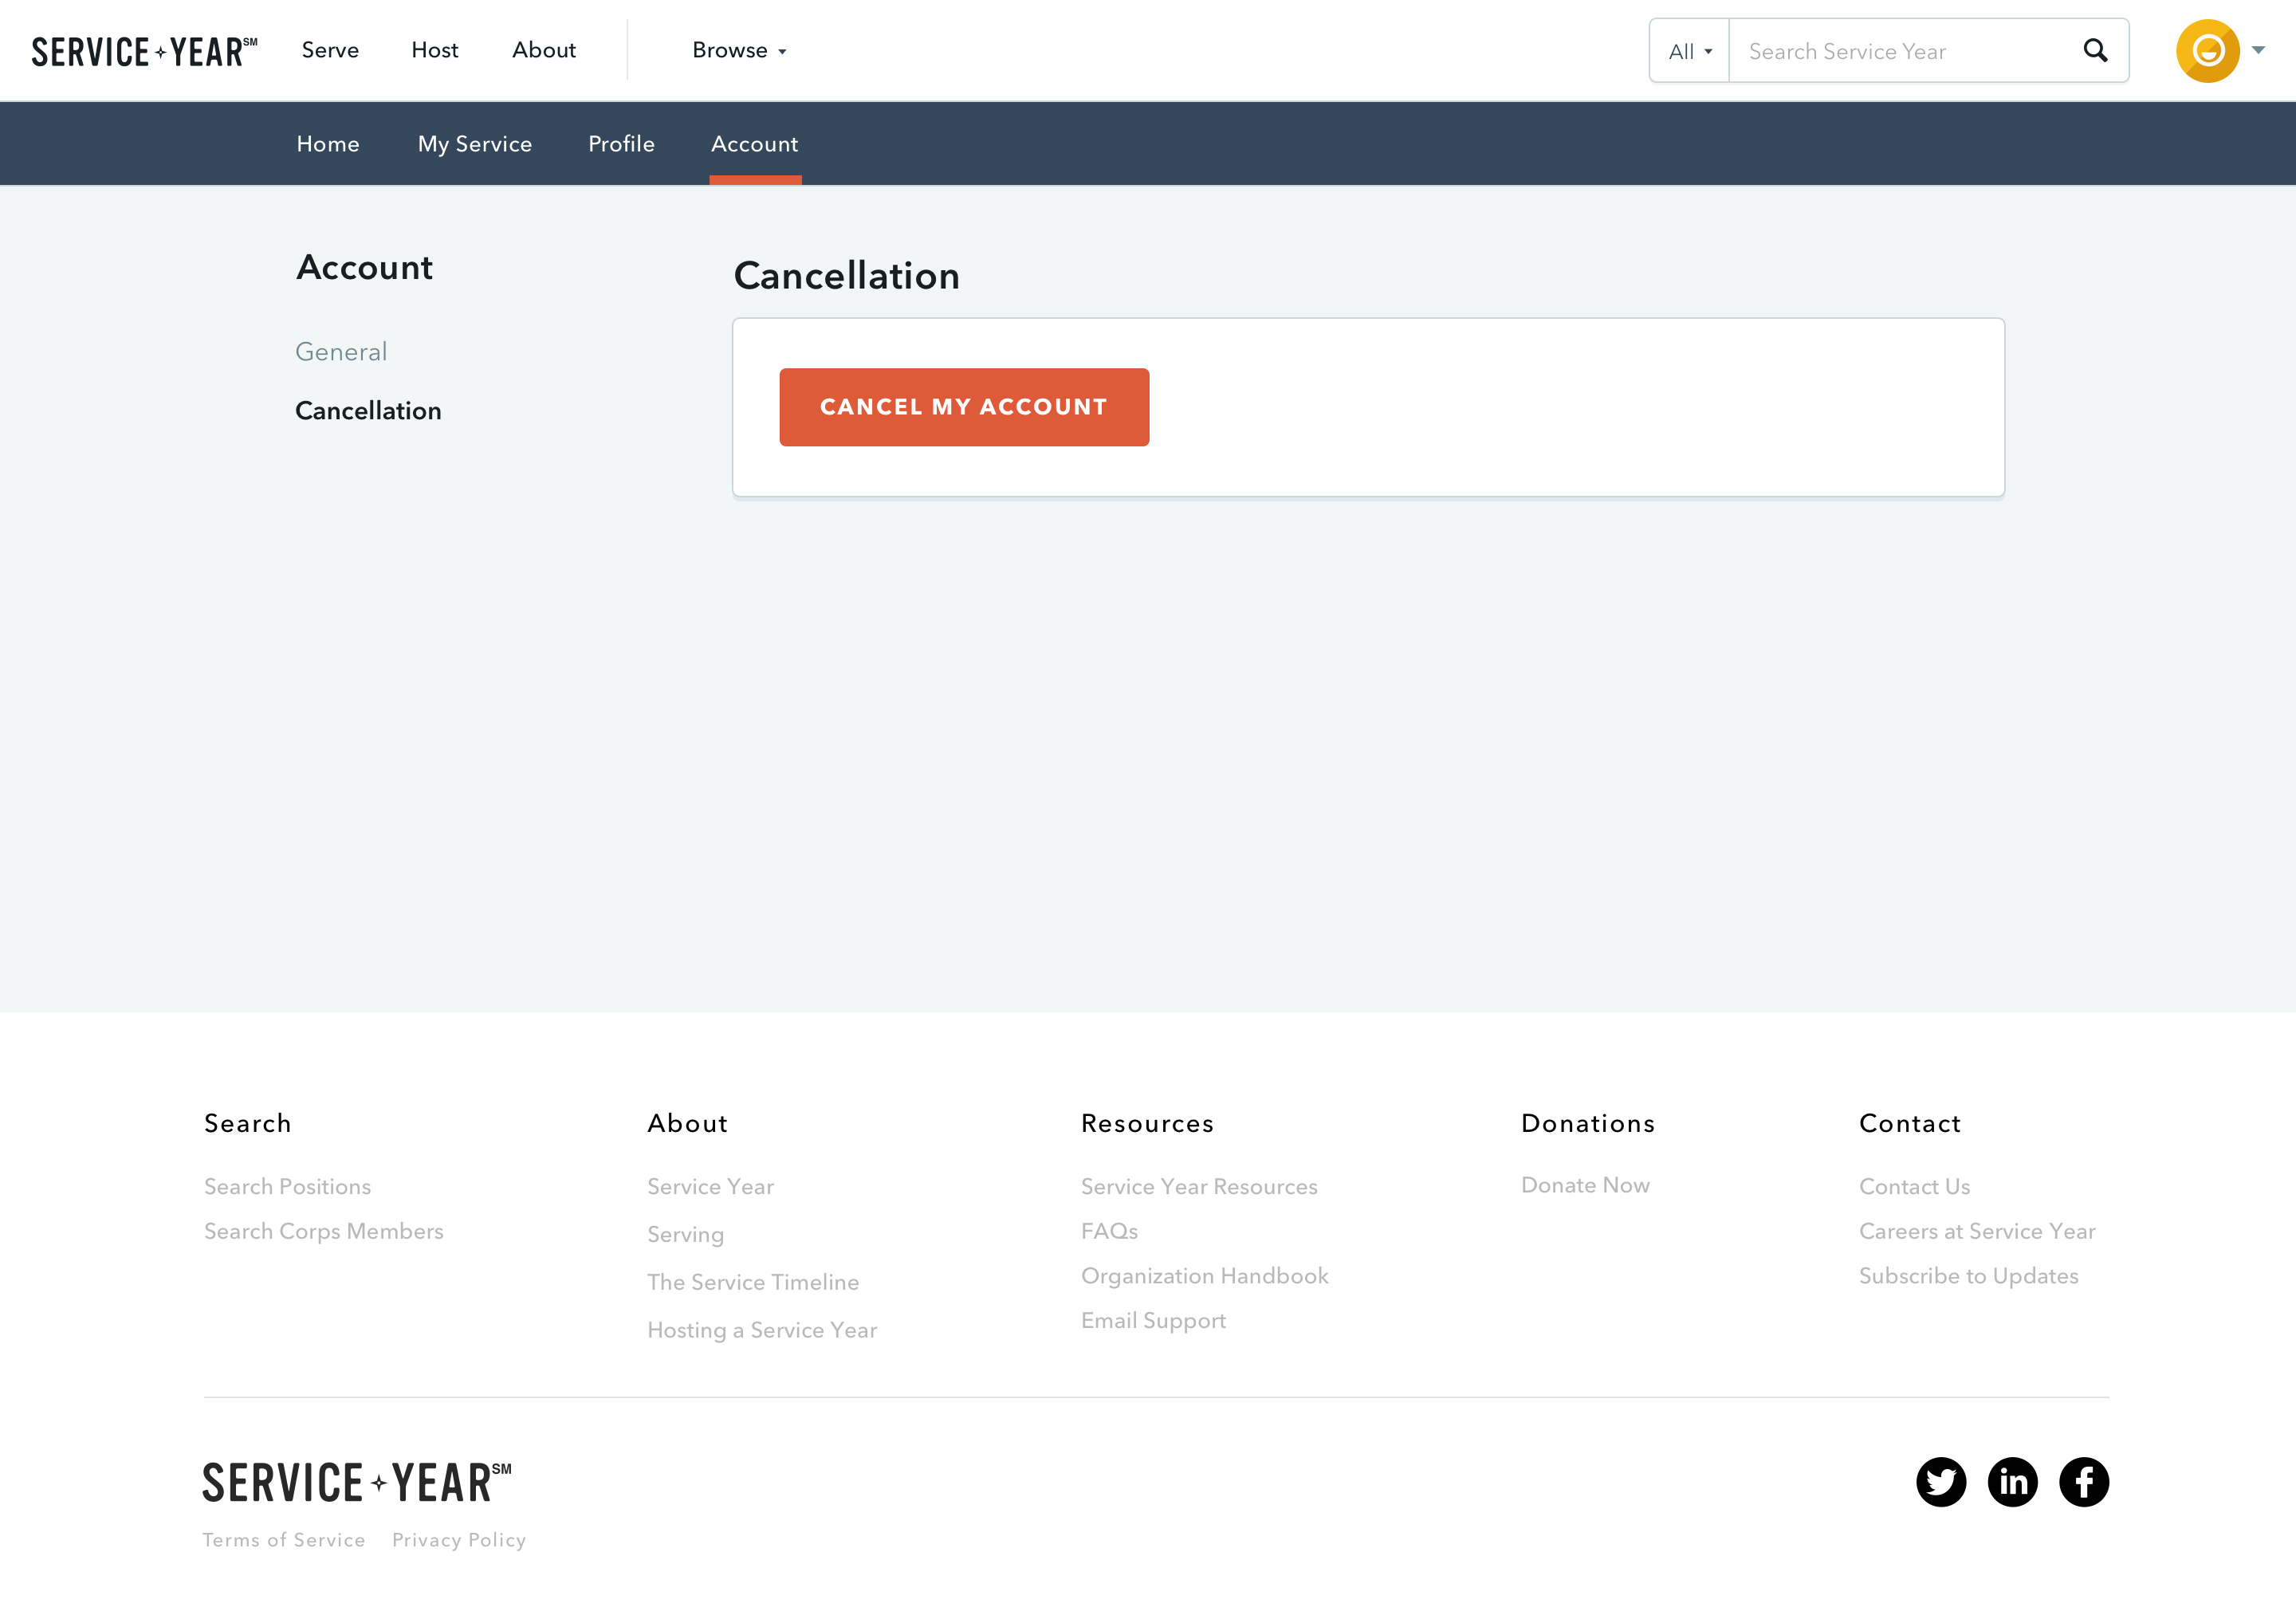 SERVICE YEAR℠ Serve Host About Browse All Search Service Year
Home My Service Profile Account
Account
General
Cancellation
Cancellation
CANCEL MY ACCOUNT
Search
Search Positions
Search Corps Members
About
Service Year
Serving
The Service Timeline
Hosting a Service Year
Resources
Service Year Resources
FAQs
Organization Handbook
Email Support
Donations
Donate Now
Contact
Contact Us
Careers at Service Year
Subscribe to Updates
SERVICE YEAR℠
in f
Terms of Service Privacy Policy